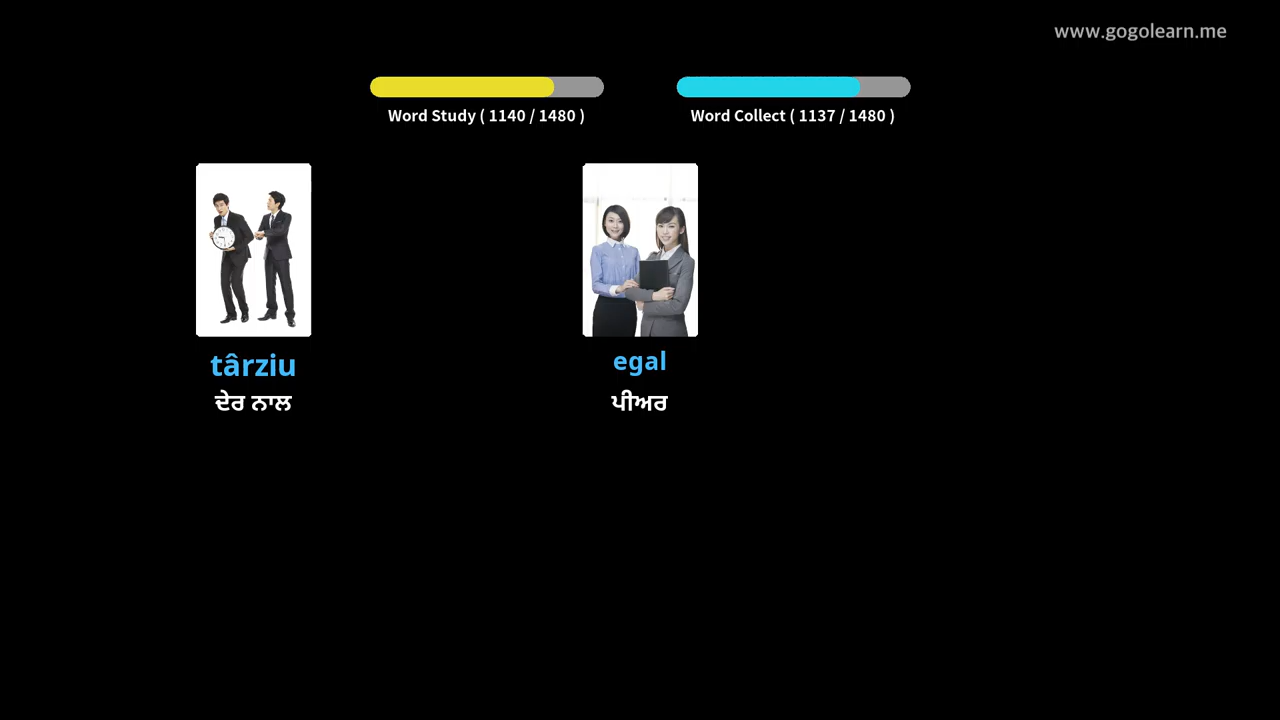 www.gogolearn.me
Word Study ( 1140 / 1480 )
Word Collect ( 1137 / 1480 )
târziu
ਦੇਰ ਨਾਲ
egal
ਪੀਅਰ